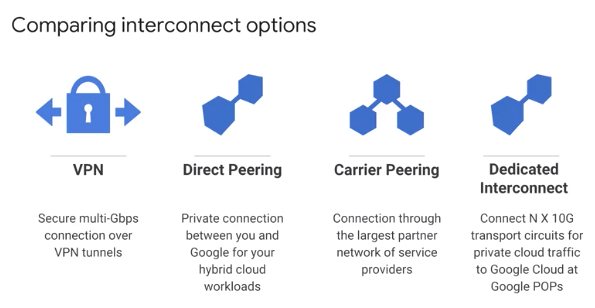 Comparing interconnect options
VPN
Secure multi-Gbps
connection over
VPN tunnels
Direct Peering
Private connection
between you and
Google for your
hybrid cloud
workloads
Carrier Peering
Connection through
the largest partner
network of service
providers
Dedicated
Interconnect
Connect N X 10G
transport circuits for
private cloud traffic
to Google Cloud at
Google POPs